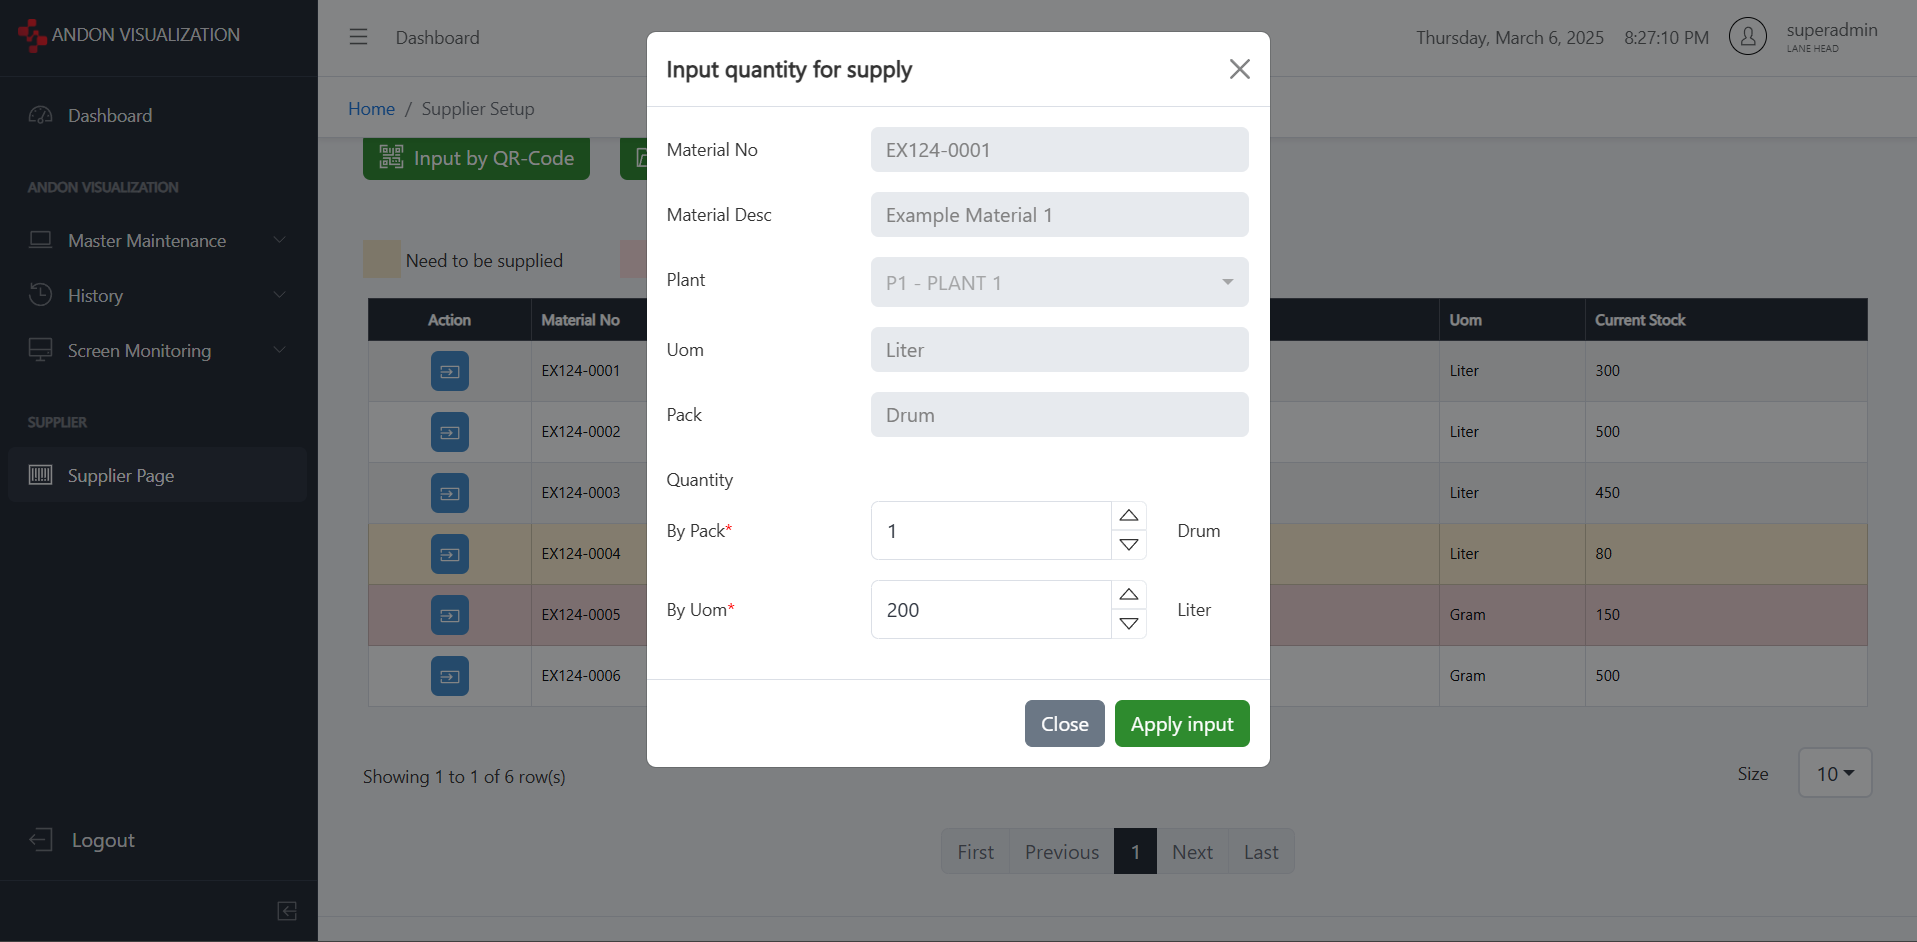 ANDON VISUALIZATION
Dashboard
Thursday, March 6, 2025 8:27:10 PM
superadmin
LANE HEAD
Home / Supplier Setup
Dashboard
ANDON VISUALIZATION
Master Maintenance
History
Screen Monitoring
SUPPLIER
Supplier Page
Logout
Input by QR-Code
Need to be supplied
Action Material No Uom Current Stock
EX124-0001 Liter 300
EX124-0002 Liter 500
EX124-0003 Liter 450
EX124-0004 Liter 80
EX124-0005 Gram 150
EX124-0006 Gram 500
Showing 1 to 1 of 6 row(s)
Size 10
First Previous 1 Next Last
Input quantity for supply
Material No EX124-0001
Material Desc Example Material 1
Plant P1 - PLANT 1
Uom Liter
Pack Drum
Quantity
By Pack* 1 Drum
By Uom* 200 Liter
Close Apply input